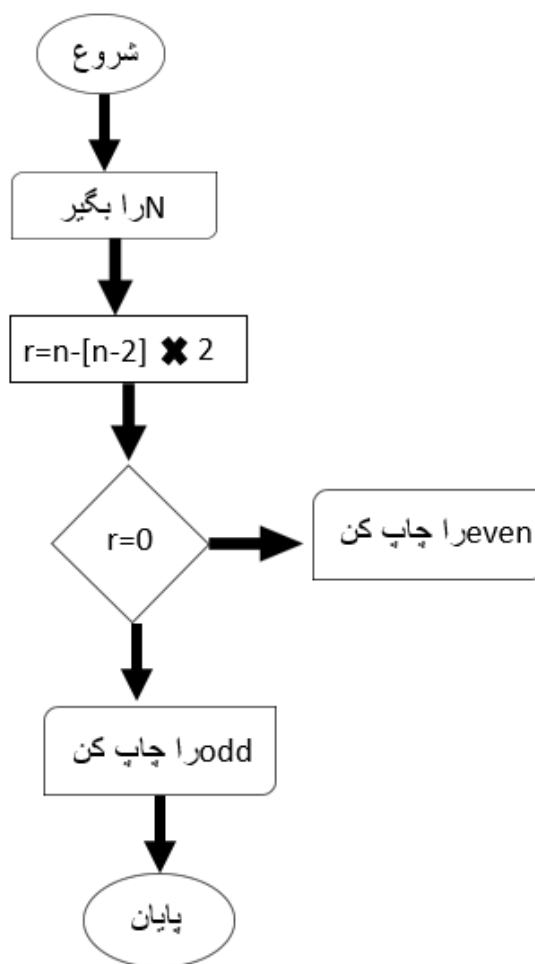 شروع
Nرا بگیر
r=n-[n-2] ✖ 2
r=0
evenرا چاپ کن
oddرا چاپ کن
پایان